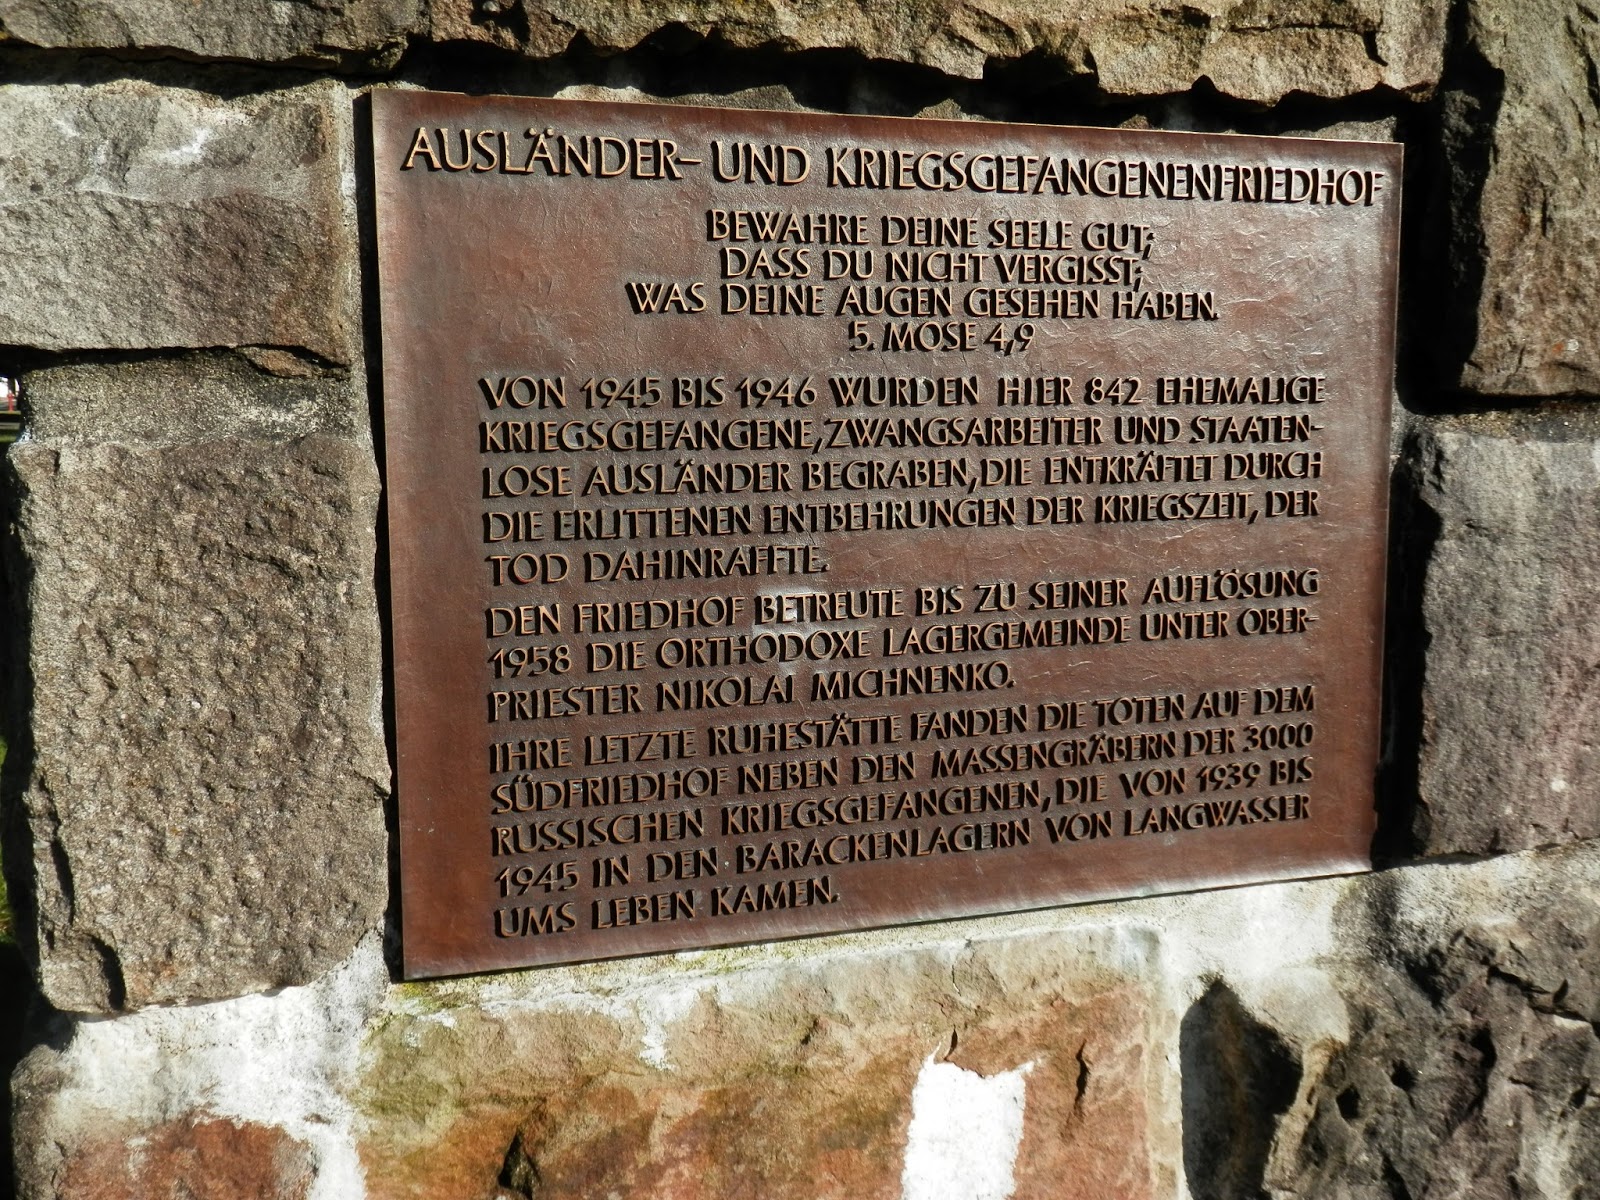 AUSLÄNDER- UND KRIEGSGEFANGENENFRIEDHOF
BEWAHRE DEINE SEELE GUT;
DASS DU NICHT VERGISST;
WAS DEINE AUGEN GESEHEN HABEN.
5. MOSE 4,9
VON 1945 BIS 1946 WURDEN HIER 842 EHEMALIGE
KRIEGSGEFANGENE, ZWANGSARBEITER UND STAATEN-
LOSE AUSLÄNDER BEGRABEN, DIE ENTKRÄFTET DURCH
DIE ERLITTENEN ENTBEHRUNGEN DER KRIEGSZEIT, DER
TOD DAHINRAFFTE.
DEN FRIEDHOF BETREUTE BIS ZU SEINER AUFLÖSUNG
1958 DIE ORTHODOXE LAGERGEMEINDE UNTER OBER-
PRIESTER NIKOLAI MICHNENKO.
IHRE LETZTE RUHESTÄTTE FANDEN DIE TOTEN AUF DEM
SÜDFRIEDHOF NEBEN DEN MASSENGRÄBERN DER 3000
RUSSISCHEN KRIEGSGEFANGENEN, DIE VON 1939 BIS
1945 IN DEN BARACKENLAGERN VON LANGWASSER
UMS LEBEN KAMEN.